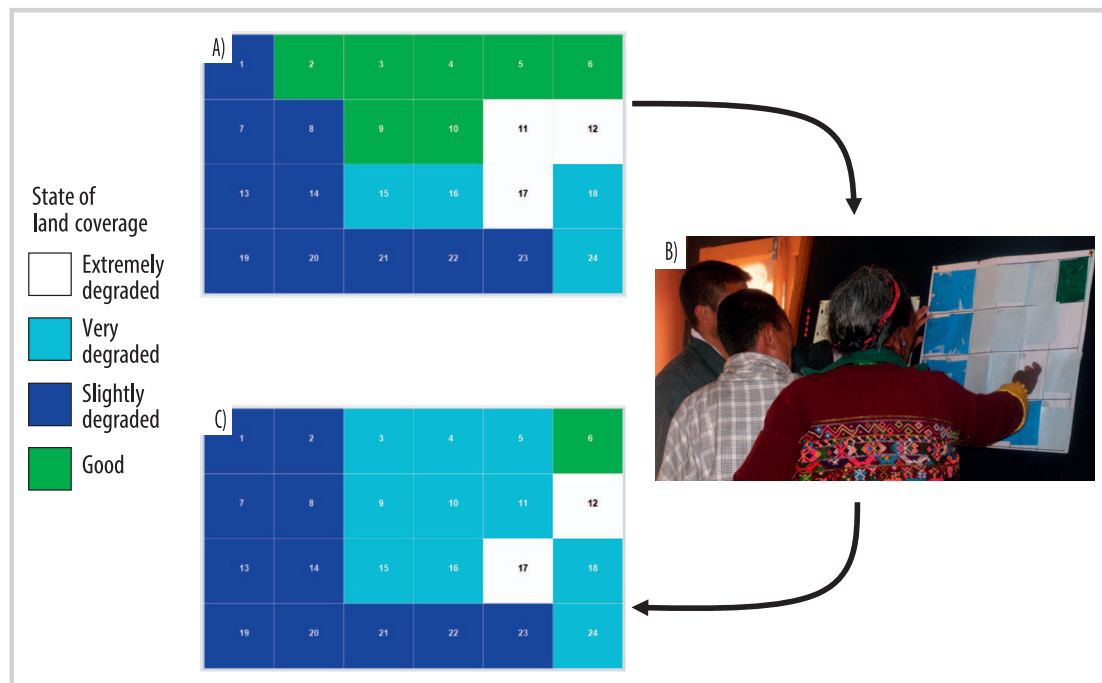 A)
1 2 3 4 5 6
7 8 9 10 11 12
13 14 15 16 17 18
19 20 21 22 23 24
State of
land coverage
Extremely
degraded
Very
degraded
Slightly
degraded
Good
B)
C)
1 2 3 4 5 6
7 8 9 10 11 12
13 14 15 16 17 18
19 20 21 22 23 24